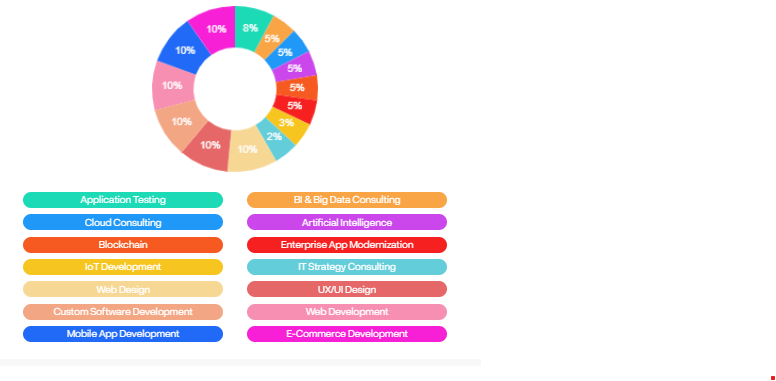 10%
8%
5%
10%
5%
5%
10%
5%
5%
10%
3%
2%
10%
10%
Application Testing
BI & Big Data Consulting
Cloud Consulting
Artificial Intelligence
Blockchain
Enterprise App Modernization
IoT Development
IT Strategy Consulting
Web Design
UX/UI Design
Custom Software Development
Web Development
Mobile App Development
E-Commerce Development